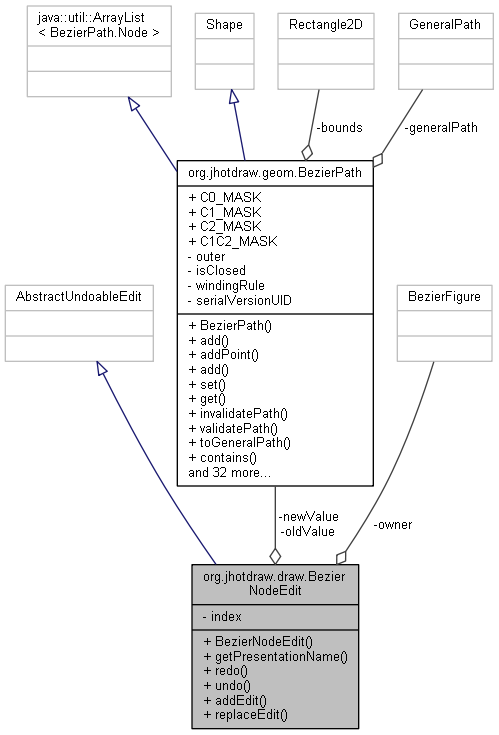 java::util::ArrayList
< BezierPath.Node >
Shape
Rectangle2D
GeneralPath
-bounds
-generalPath
org.jhotdraw.geom.BezierPath
+ C0_MASK
+ C1_MASK
+ C2_MASK
+ C1C2_MASK
- outer
- isClosed
- windingRule
- serialVersionUID
+ BezierPath()
+ add()
+ addPoint()
+ add()
+ set()
+ get()
+ invalidatePath()
+ validatePath()
+ toGeneralPath()
+ contains()
and 32 more...
AbstractUndoableEdit
BezierFigure
-newValue
-oldValue
-owner
org.jhotdraw.draw.Bezier
NodeEdit
- index
+ BezierNodeEdit()
+ getPresentationName()
+ redo()
+ undo()
+ addEdit()
+ replaceEdit()